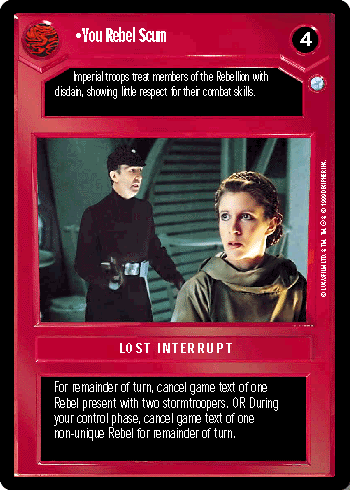 •You Rebel Scum
4
Imperial troops treat members of the Rebellion with
disdain, showing little respect for their combat skills.
LOST INTERRUPT
For remainder of turn, cancel game text of one
Rebel present with two stormtroopers. OR During
your control phase, cancel game text of one
non-unique Rebel for remainder of turn.